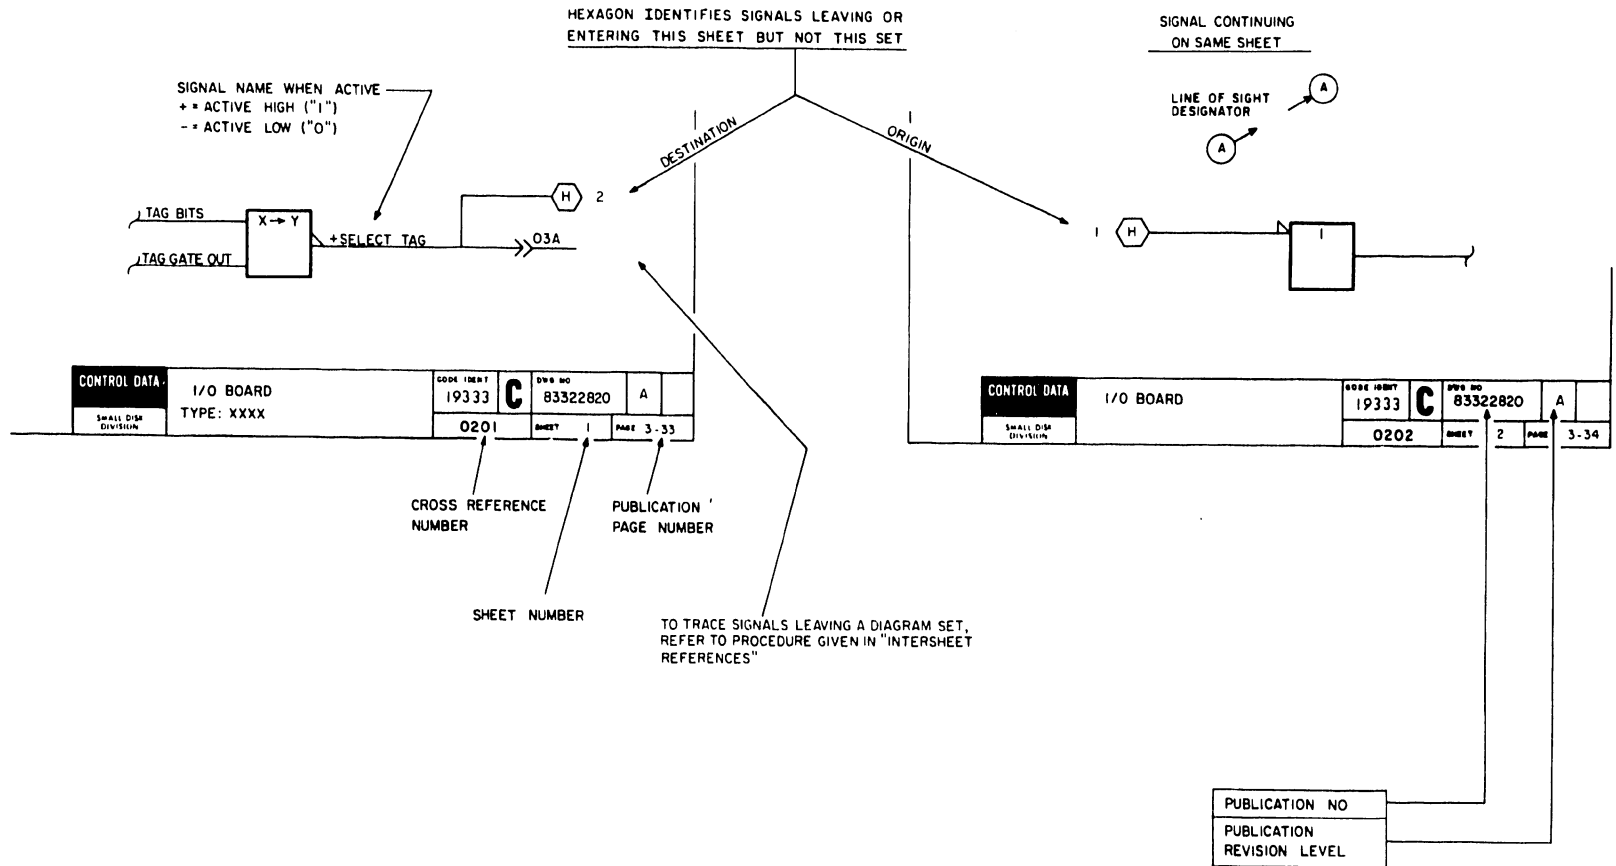 HEXAGON IDENTIFIES SIGNALS LEAVING OR
ENTERING THIS SHEET BUT NOT THIS SET
SIGNAL CONTINUING
ON SAME SHEET
SIGNAL NAME WHEN ACTIVE
+ = ACTIVE HIGH ("1")
- = ACTIVE LOW ("0")
LINE OF SIGHT
DESIGNATOR
A
A
DESTINATION
ORIGIN
TAG BITS
X → Y
+SELECT TAG
H 2
03A
TAG GATE OUT
1 H
1
CONTROL DATA
SMALL DISK
DIVISION
I/O BOARD
TYPE: XXXX
CODE IDENT
19333
C
DWG NO
83322820
A
0201
SHEET 1
PAGE 3-33
CONTROL DATA
SMALL DISK
DIVISION
I/O BOARD
CODE IDENT
19333
C
DWG NO
83322820
A
0202
SHEET 2
PAGE 3-34
CROSS REFERENCE
NUMBER
PUBLICATION
PAGE NUMBER
SHEET NUMBER
TO TRACE SIGNALS LEAVING A DIAGRAM SET,
REFER TO PROCEDURE GIVEN IN "INTERSHEET
REFERENCES"
PUBLICATION NO
PUBLICATION
REVISION LEVEL